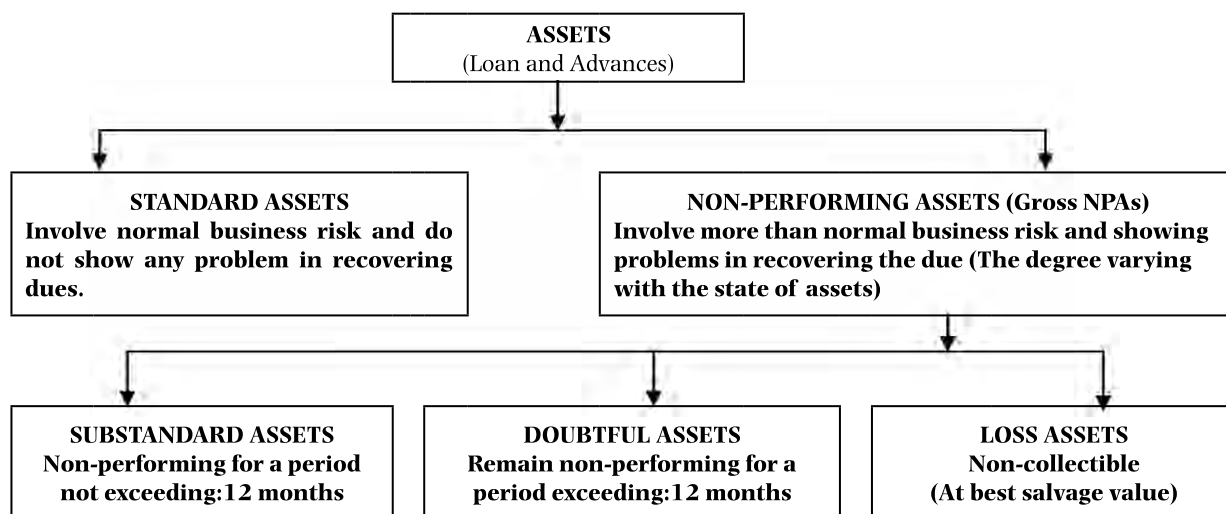 ASSETS
(Loan and Advances)
STANDARD ASSETS
Involve normal business risk and do
not show any problem in recovering
dues.
NON-PERFORMING ASSETS (Gross NPAs)
Involve more than normal business risk and showing
problems in recovering the due (The degree varying
with the state of assets)
SUBSTANDARD ASSETS
Non-performing for a period
not exceeding:12 months
DOUBTFUL ASSETS
Remain non-performing for a
period exceeding:12 months
LOSS ASSETS
Non-collectible
(At best salvage value)